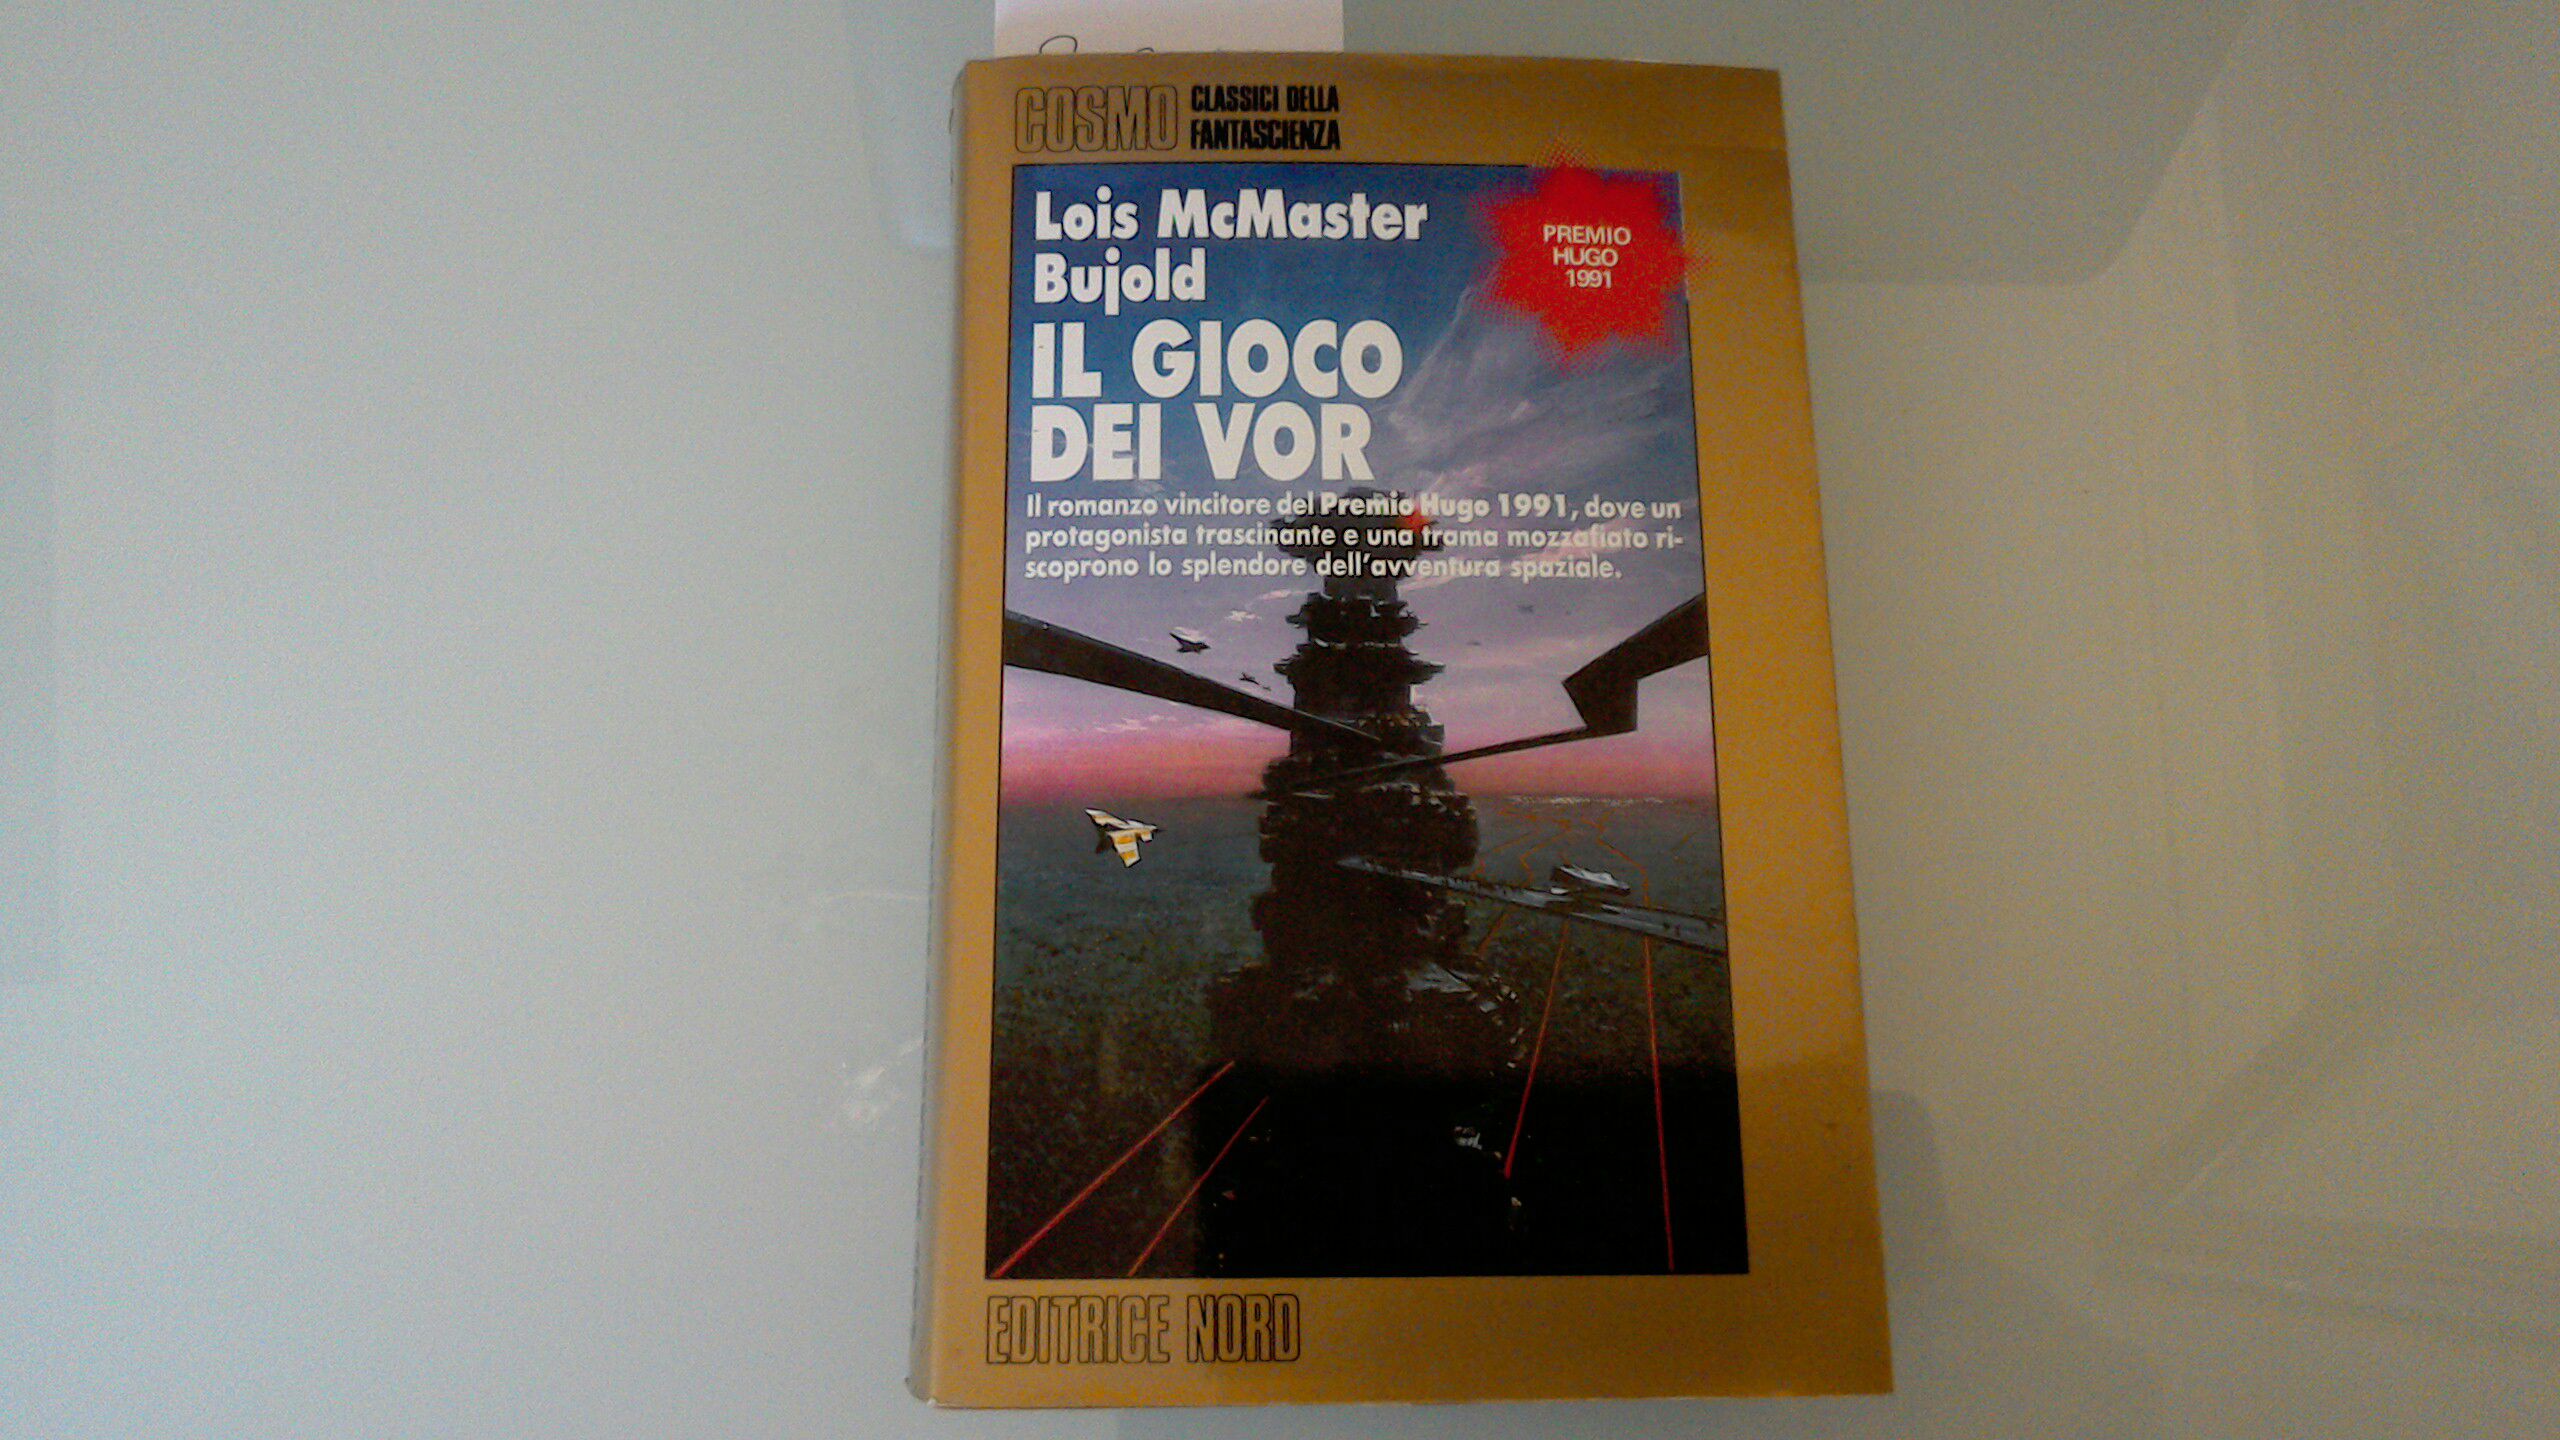 COSMO CLASSICI DELLA
FANTASCIENZA
Lois McMaster
Bujold
PREMIO
HUGO
1991
IL GIOCO
DEI VOR
Il romanzo vincitore del Premio Hugo 1991, dove un
protagonista trascinante e una trama mozzafiato ri-
scoprono lo splendore dell'avventura spaziale.
EDITRICE NORD